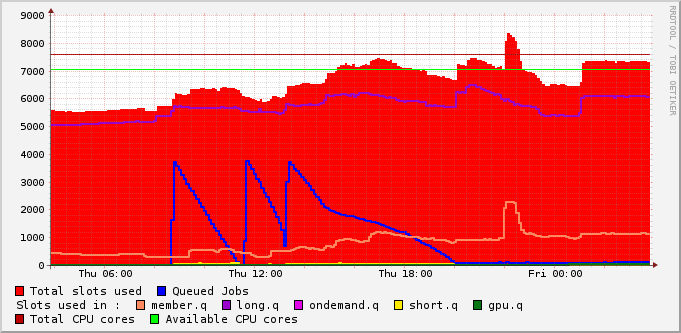 RRDTOOL / TOBI OETIKER
9000
8000
7000
6000
5000
4000
3000
2000
1000
0
Thu 06:00 Thu 12:00 Thu 18:00 Fri 00:00
Total slots used Queued Jobs
Slots used in : member.q long.q ondemand.q short.q gpu.q
Total CPU cores Available CPU cores